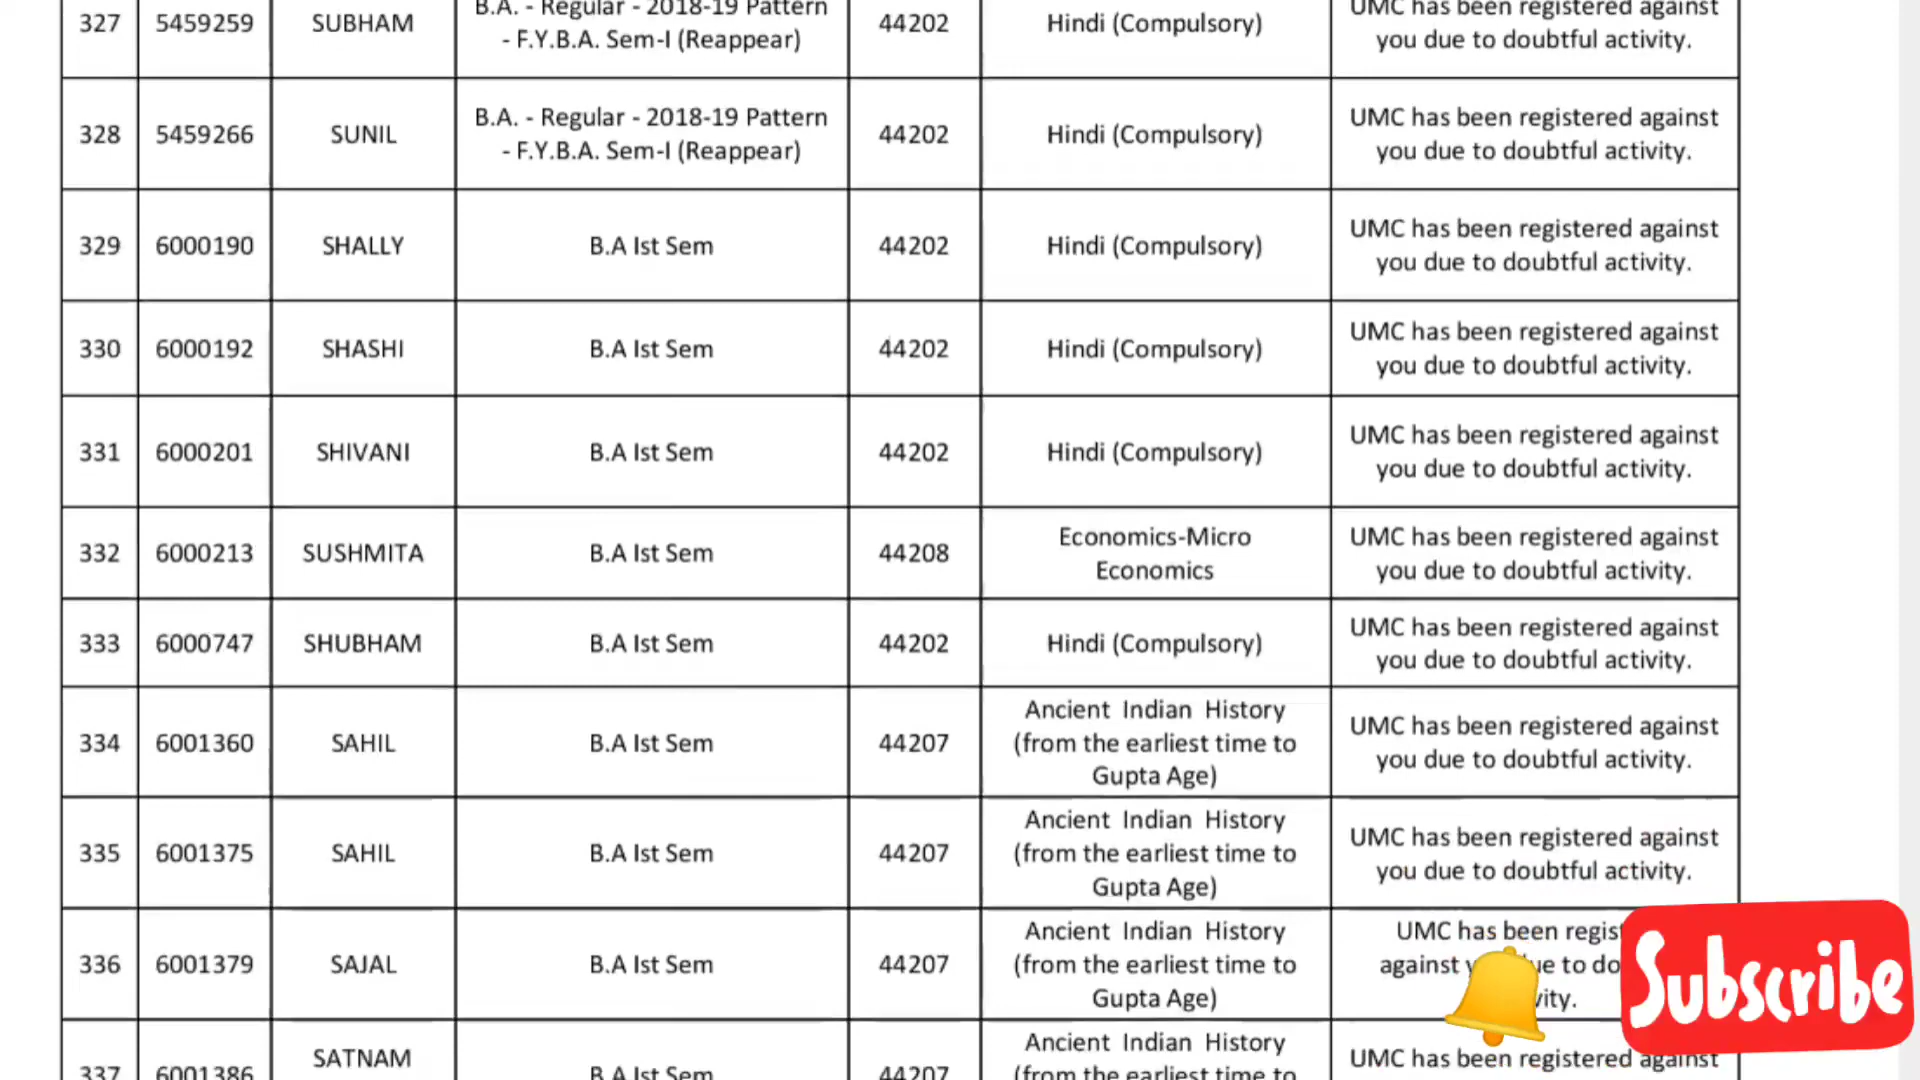 327 5459259 SUBHAM B.A. - Regular - 2018-19 Pattern 44202 Hindi (Compulsory) UMC has been registered against
- F.Y.B.A. Sem-I (Reappear) you due to doubtful activity.
328 5459266 SUNIL B.A. - Regular - 2018-19 Pattern 44202 Hindi (Compulsory) UMC has been registered against
- F.Y.B.A. Sem-I (Reappear) you due to doubtful activity.
329 6000190 SHALLY B.A Ist Sem 44202 Hindi (Compulsory) UMC has been registered against
you due to doubtful activity.
330 6000192 SHASHI B.A Ist Sem 44202 Hindi (Compulsory) UMC has been registered against
you due to doubtful activity.
331 6000201 SHIVANI B.A Ist Sem 44202 Hindi (Compulsory) UMC has been registered against
you due to doubtful activity.
332 6000213 SUSHMITA B.A Ist Sem 44208 Economics-Micro UMC has been registered against
Economics you due to doubtful activity.
333 6000747 SHUBHAM B.A Ist Sem 44202 Hindi (Compulsory) UMC has been registered against
you due to doubtful activity.
334 6001360 SAHIL B.A Ist Sem 44207 Ancient Indian History UMC has been registered against
(from the earliest time to you due to doubtful activity.
Gupta Age)
335 6001375 SAHIL B.A Ist Sem 44207 Ancient Indian History UMC has been registered against
(from the earliest time to you due to doubtful activity.
Gupta Age)
336 6001379 SAJAL B.A Ist Sem 44207 Ancient Indian History UMC has been
(from the earliest time to against to
Gupta Age)
337 6001386 SATNAM B.A Ist Sem 44207 Ancient Indian History UMC has been registered against
(from the earliest time to
Subscribe